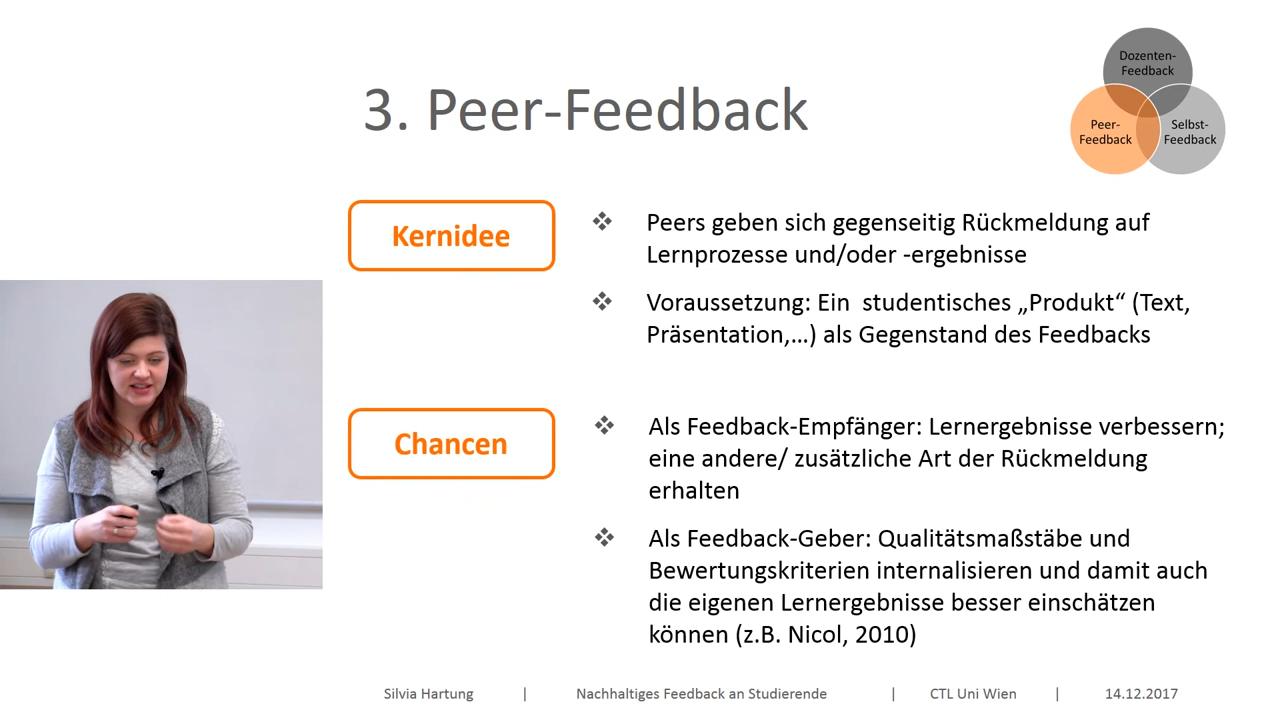 Dozenten-
Feedback
Peer-
Feedback
Selbst-
Feedback
3. Peer-Feedback
Kernidee
❖ Peers geben sich gegenseitig Rückmeldung auf
Lernprozesse und/oder -ergebnisse
❖ Voraussetzung: Ein  studentisches „Produkt“ (Text,
Präsentation,...) als Gegenstand des Feedbacks
Chancen
❖ Als Feedback-Empfänger: Lernergebnisse verbessern;
eine andere/ zusätzliche Art der Rückmeldung
erhalten
❖ Als Feedback-Geber: Qualitätsmaßstäbe und
Bewertungskriterien internalisieren und damit auch
die eigenen Lernergebnisse besser einschätzen
können (z.B. Nicol, 2010)
Silvia Hartung | Nachhaltiges Feedback an Studierende | CTL Uni Wien | 14.12.2017